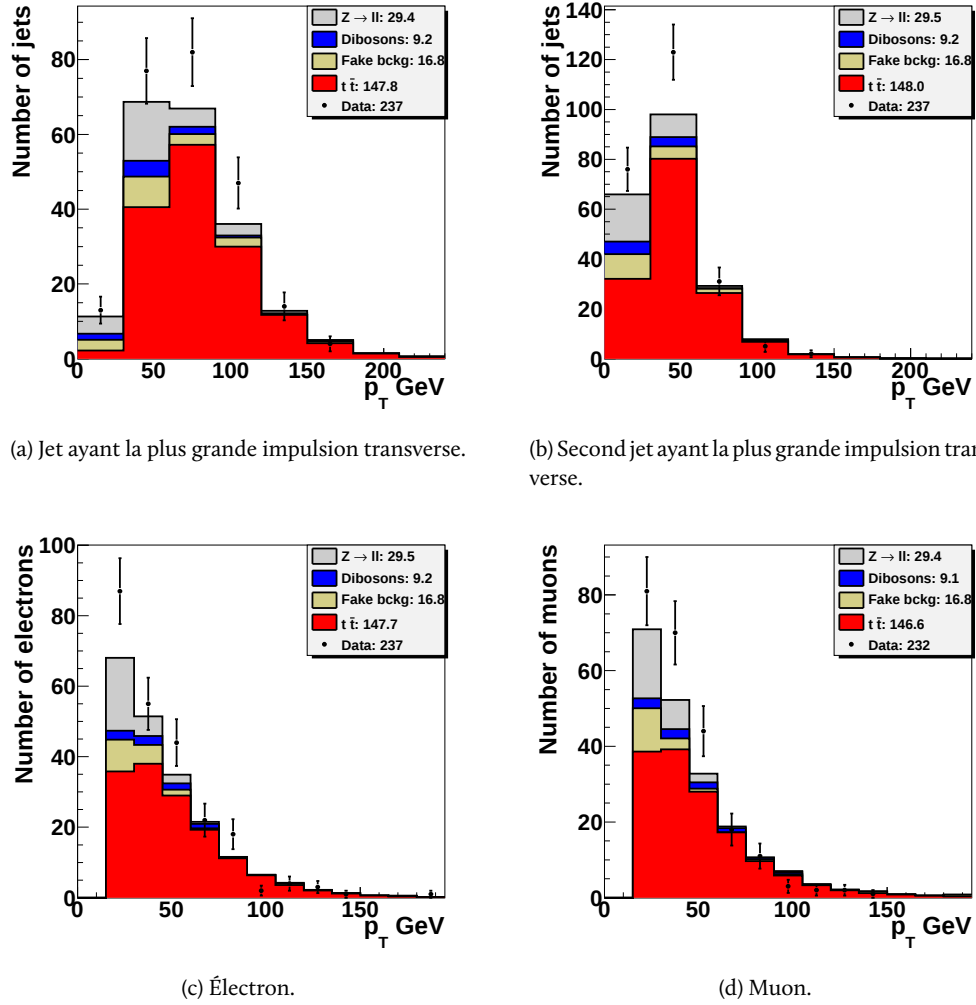 Number of jets
80
60
40
20
0
0
50
100
150
200
p_T GeV
Z → ll: 29.4
Dibosons: 9.2
Fake bckg: 16.8
t t̄: 147.8
Data: 237
(a) Jet ayant la plus grande impulsion transverse.
Number of jets
140
120
100
80
60
40
20
0
0
50
100
150
200
p_T GeV
Z → ll: 29.5
Dibosons: 9.2
Fake bckg: 16.8
t t̄: 148.0
Data: 237
(b) Second jet ayant la plus grande impulsion tran
verse.
Number of electrons
100
80
60
40
20
0
0
50
100
150
p_T GeV
Z → ll: 29.5
Dibosons: 9.2
Fake bckg: 16.8
t t̄: 147.7
Data: 237
(c) Électron.
Number of muons
80
60
40
20
0
0
50
100
150
p_T GeV
Z → ll: 29.4
Dibosons: 9.1
Fake bckg: 16.8
t t̄: 146.6
Data: 232
(d) Muon.